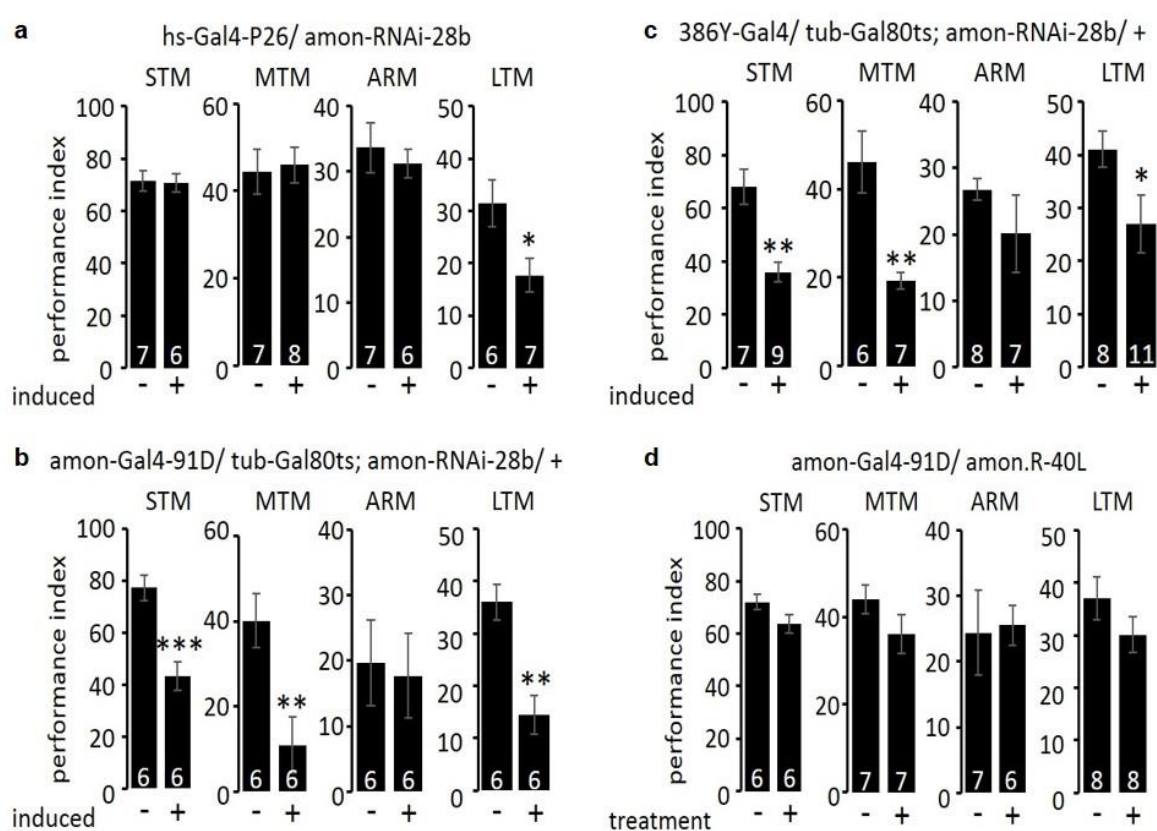 a
hs-Gal4-P26/ amon-RNAi-28b
STM MTM ARM LTM
performance index
100 80 60 40 20 0
60 40 20 0
40 30 20 10 0
50 40 30 20 10 0
*
7 6 7 8 7 6 6 7
induced - + - + - + - +
b
amon-Gal4-91D/ tub-Gal80ts; amon-RNAi-28b/ +
STM MTM ARM LTM
performance index
100 80 60 40 20 0
60 40 20 0
40 30 20 10 0
50 40 30 20 10 0
*** ** **
6 6 6 6 6 6 6 6
induced - + - + - + - +
c
386Y-Gal4/ tub-Gal80ts; amon-RNAi-28b/ +
STM MTM ARM LTM
performance index
100 80 60 40 20 0
60 40 20 0
40 30 20 10 0
50 40 30 20 10 0
** ** *
7 9 6 7 8 7 8 11
induced - + - + - + - +
d
amon-Gal4-91D/ amon.R-40L
STM MTM ARM LTM
performance index
100 80 60 40 20 0
60 40 20 0
40 30 20 10 0
50 40 30 20 10 0
6 6 7 7 7 6 8 8
treatment - + - + - + - +